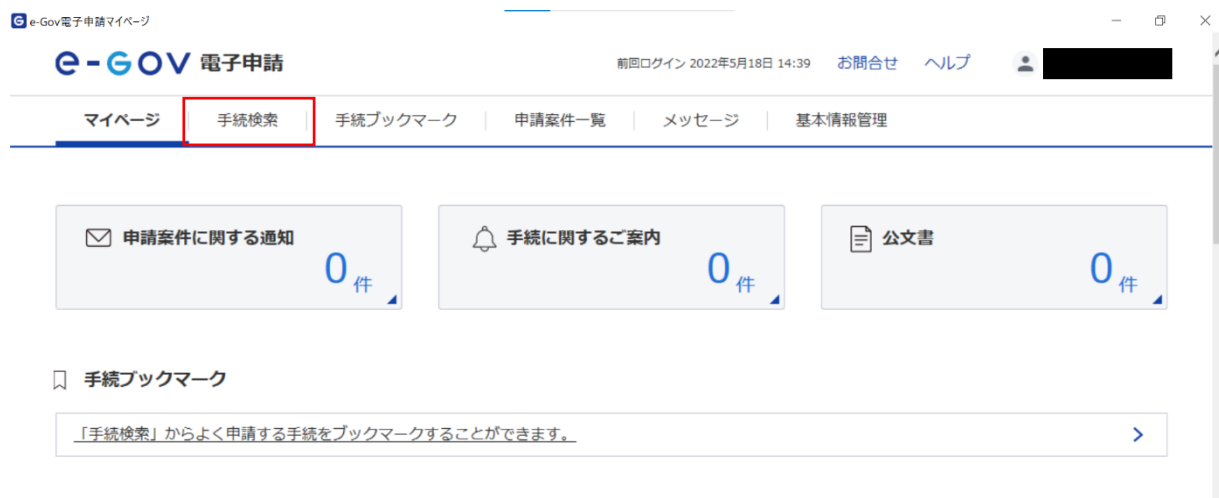 e-Gov電子申請マイページ
e-GOV 電子申請
前回ログイン 2022年5月18日 14:39 お問合せ ヘルプ
マイページ 手続検索 手続ブックマーク 申請案件一覧 メッセージ 基本情報管理
申請案件に関する通知
0件
手続に関するご案内
0件
公文書
0件
手続ブックマーク
「手続検索」からよく申請する手続をブックマークすることができます。